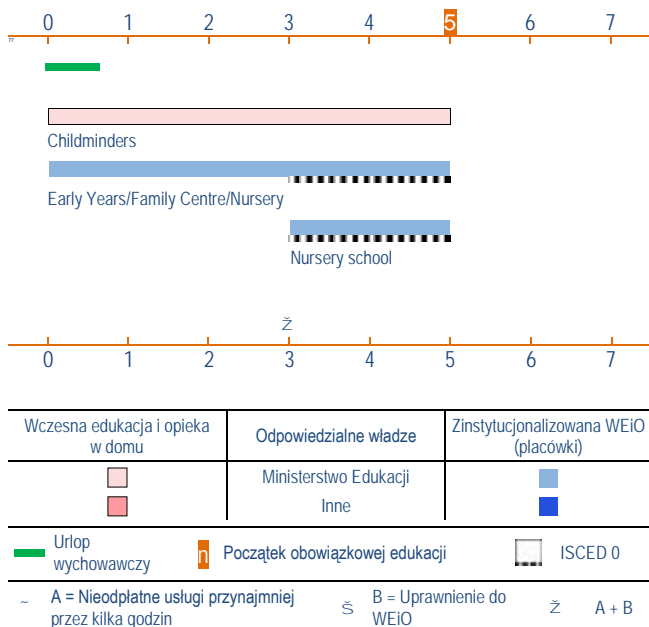 0 1 2 3 4 5 6 7
Childminders
Early Years/Family Centre/Nursery
Nursery school
Ž
0 1 2 3 4 5 6 7
Wczesna edukacja i opieka
w domu
Odpowiedzialne władze
Zinstytucjonalizowana WEiO
(placówki)
Ministerstwo Edukacji
Inne
Urlop
wychowawczy
n Początek obowiązkowej edukacji
ISCED 0
~ A = Nieodpłatne usługi przynajmniej
przez kilka godzin
Š B = Uprawnienie do
WEiO
Ž A + B